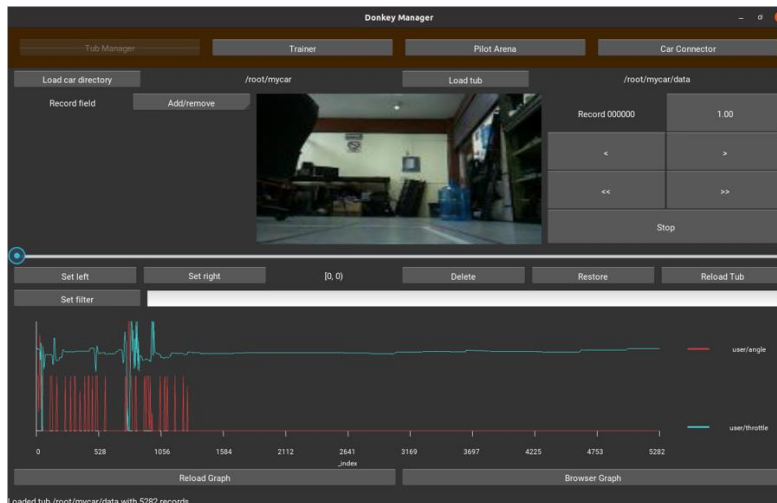 Donkey Manager
Tub Manager Trainer Pilot Arena Car Connector
Load car directory /root/mycar Load tub /root/mycar/data
Record field Add/remove Record 000000 1.00
< >
<< >>
Stop
Set left Set right [0, 0) Delete Restore Reload Tub
Set filter
user/angle
user/throttle
0 528 1056 1584 2112 2641 3169 3697 4225 4753 5282
_index
Reload Graph Browser Graph
Loaded tub /root/mycar/data with 5282 records